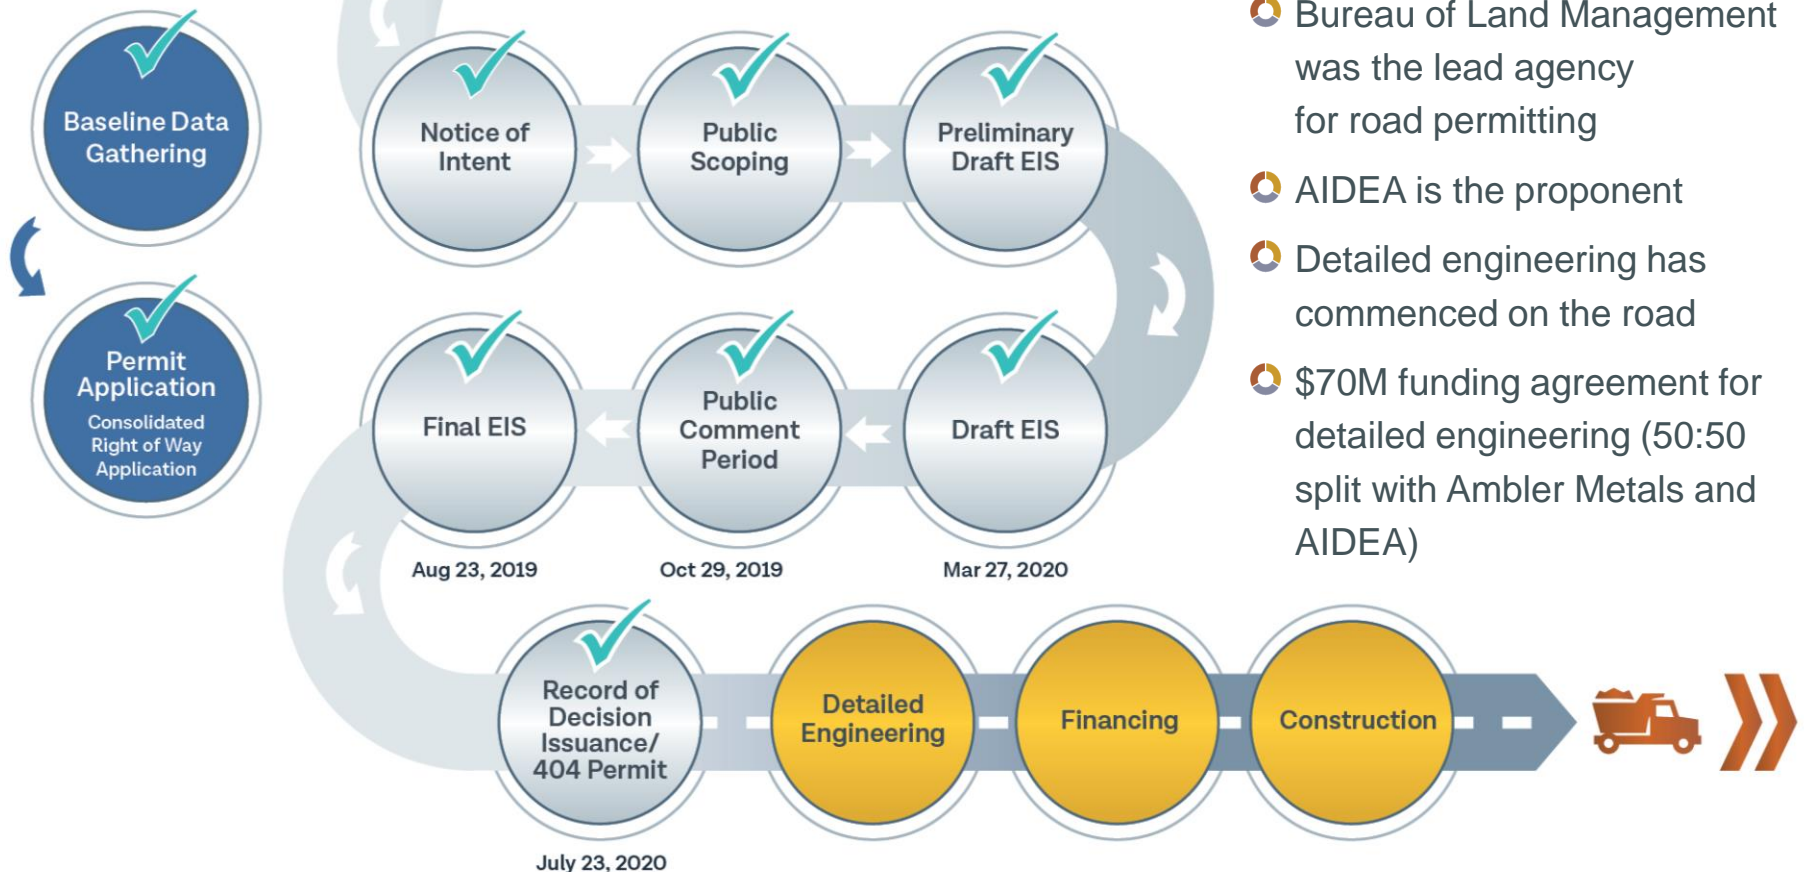 Baseline Data
Gathering
Permit
Application
Consolidated
Right of Way
Application
Notice of
Intent
Public
Scoping
Preliminary
Draft EIS
Final EIS
Public
Comment
Period
Draft EIS
Aug 23, 2019
Oct 29, 2019
Mar 27, 2020
Record of
Decision
Issuance/
404 Permit
July 23, 2020
Detailed
Engineering
Financing
Construction
Bureau of Land Management
was the lead agency
for road permitting
AIDEA is the proponent
Detailed engineering has
commenced on the road
$70M funding agreement for
detailed engineering (50:50
split with Ambler Metals and
AIDEA)